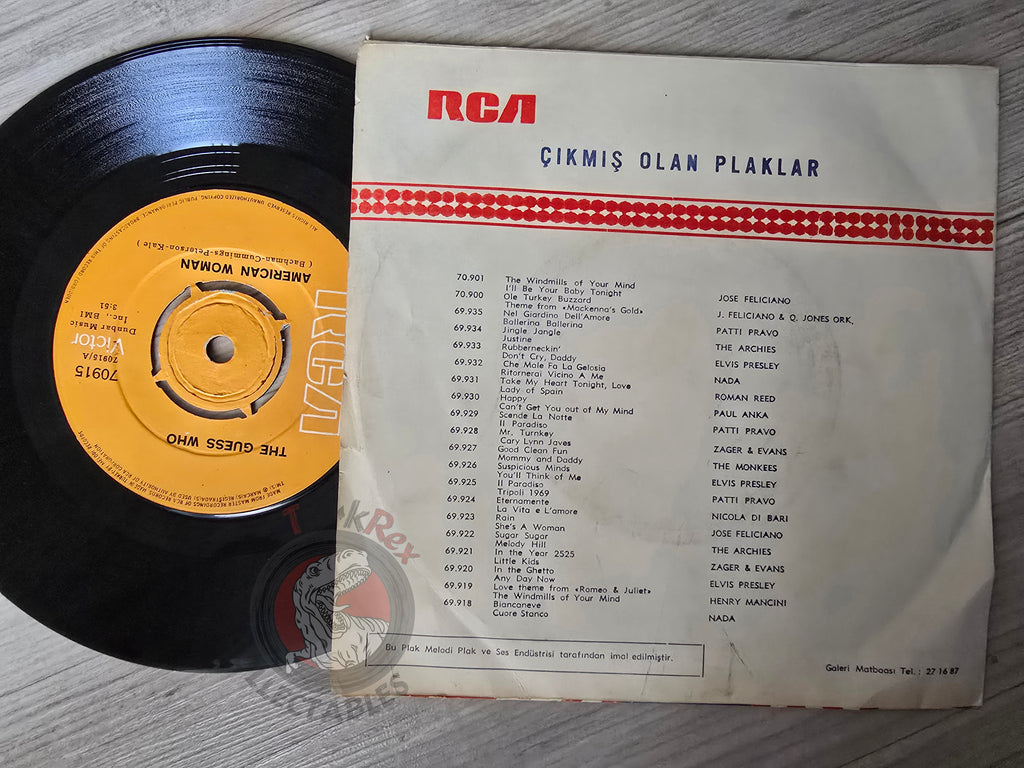 RCA
ÇIKMIŞ OLAN PLAKLAR
70.901 The Windmills of Your Mind
I'll Be Your Baby Tonight JOSE FELICIANO
70.900 Ole Turkey Buzzard
Theme from «Mackenna's Gold» J. FELICIANO & Q. JONES ORK.
69.935 Nel Giardino Dell'Amore
Ballerina Ballerina PATTI PRAVO
69.934 Jingle Jangle
Justine THE ARCHIES
69.933 Rubberneckin'
Don't Cry, Daddy ELVIS PRESLEY
69.932 Che Male Fa La Gelosia
Ritornerai Vicino A Me NADA
69.931 Take My Heart Tonight, Love
Lady of Spain ROMAN REED
69.930 Happy
Can't Get You out of My Mind PAUL ANKA
69.929 Scende La Notte
Il Paradiso PATTI PRAVO
69.928 Mr. Turnkey
Cary Lynn Javes ZAGER & EVANS
69.927 Good Clean Fun
Mommy and Daddy THE MONKEES
69.926 Suspicious Minds
You'll Think of Me ELVIS PRESLEY
69.925 Il Paradiso
Tripoli 1969 PATTI PRAVO
69.924 Eternamente
La Vita e L'amore NICOLA DI BARI
69.923 Rain
She's A Woman JOSE FELICIANO
69.922 Sugar Sugar
Melody Hill THE ARCHIES
69.921 In the Year 2525
Little Kids ZAGER & EVANS
69.920 In the Ghetto
Any Day Now ELVIS PRESLEY
69.919 Love theme from «Romeo & Juliet»
The Windmills of Your Mind HENRY MANCINI
69.918 Biancaneve
Cuore Stanco NADA
Bu Plak Melodi Plak ve Ses Endüstrisi tarafından imal edilmiştir.
Galeri Matbaası Tel. : 27 16 87
RCA
THE GUESS WHO
70915
Victor
70915/A
Dunbar Music
Inc., BMI
3:51
AMERICAN WOMAN
( Bachman-Cummings-Peterson-Kale )